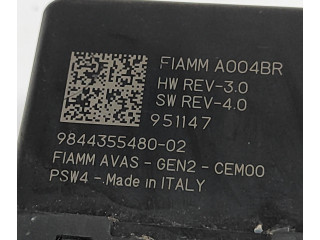 FIAMM A004BR
HW REV-3.0
SW REV-4.0
951147
9844355480-02
FIAMM AVAS - GEN2 - CEM00
PSW4 - Made in ITALY